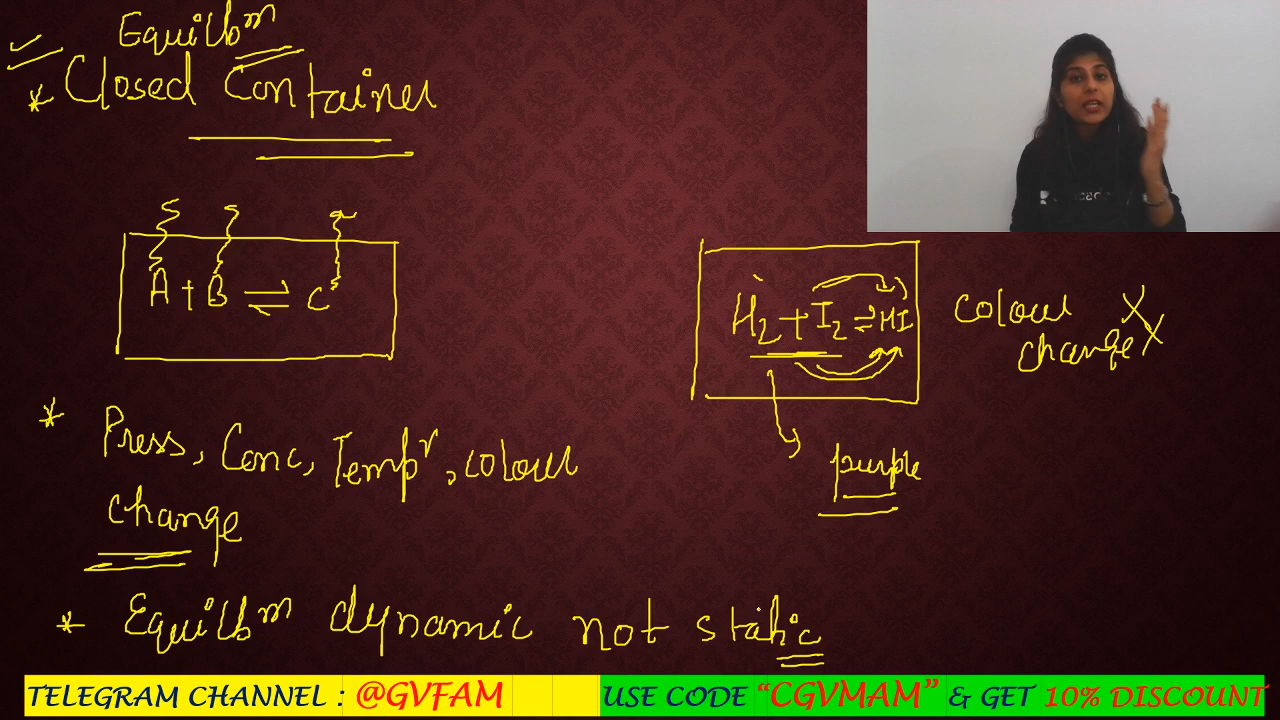 Equilbm
* Closed Container
A + B ⇌ C
H2 + I2 ⇌ HI
colour
change XX
purple
* Press, Conc, Tempr, colour
change
* Equilbm dynamic not static
TELEGRAM CHANNEL : @GVFAM
USE CODE “CGVMAM” & GET 10% DISCOUNT